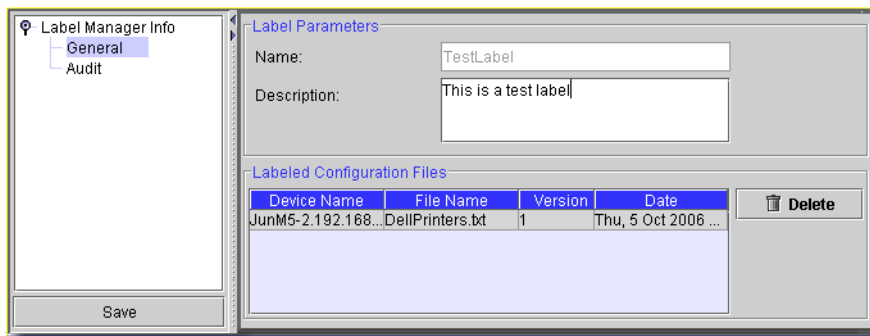 Label Manager Info
General
Audit
Save
Label Parameters
Name: TestLabel
Description: This is a test label
Labeled Configuration Files
Device Name File Name Version Date
JunM5-2.192.168... DellPrinters.txt 1 Thu, 5 Oct 2006 ...
Delete